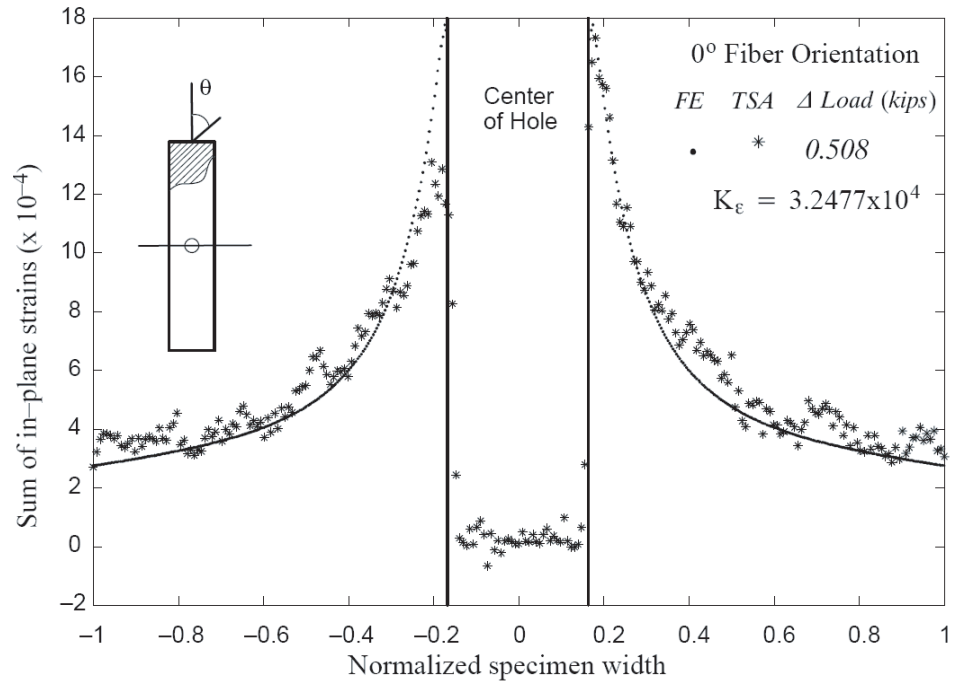 18
16
14
12
10
8
6
4
2
0
–2
Sum of in–plane strains (x 10⁻⁴)
θ
Center
of Hole
0° Fiber Orientation
FE TSA Δ Load (kips)
• * 0.508
Kε = 3.2477x10⁴
–1 –0.8 –0.6 –0.4 –0.2 0 0.2 0.4 0.6 0.8 1
Normalized specimen width